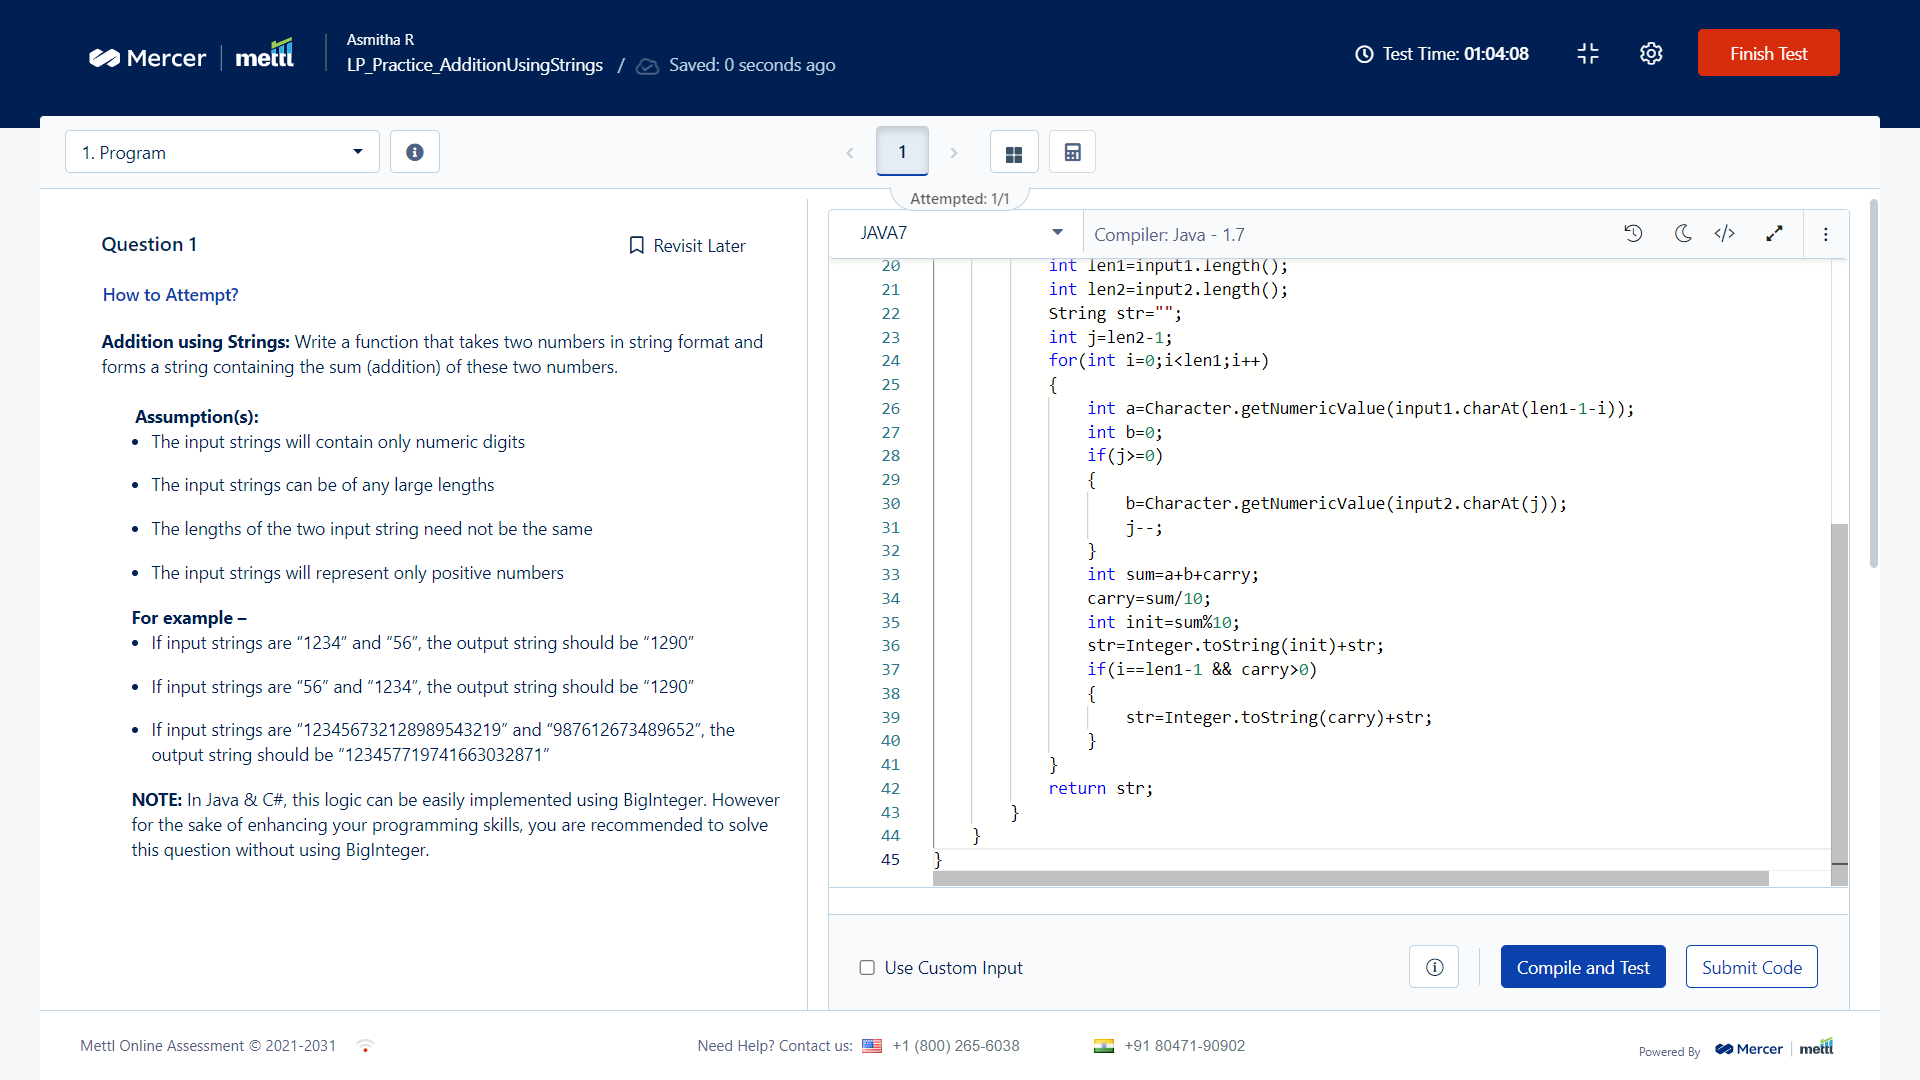 Mercer | mettl
Asmitha R
LP_Practice_AdditionUsingStrings / Saved: 0 seconds ago
Test Time: 01:04:08
Finish Test
1. Program
1
Attempted: 1/1
Question 1
Revisit Later
How to Attempt?
Addition using Strings: Write a function that takes two numbers in string format and
forms a string containing the sum (addition) of these two numbers.
Assumption(s):
• The input strings will contain only numeric digits
• The input strings can be of any large lengths
• The lengths of the two input string need not be the same
• The input strings will represent only positive numbers
For example –
• If input strings are “1234” and “56”, the output string should be “1290”
• If input strings are “56” and “1234”, the output string should be “1290”
• If input strings are “123456732128989543219” and “987612673489652”, the
output string should be “123457719741663032871”
NOTE: In Java & C#, this logic can be easily implemented using BigInteger. However
for the sake of enhancing your programming skills, you are recommended to solve
this question without using BigInteger.
JAVA7
Compiler: Java - 1.7
20 int len1=input1.length();
21 int len2=input2.length();
22 String str="";
23 int j=len2-1;
24 for(int i=0;i<len1;i++)
25 {
26 int a=Character.getNumericValue(input1.charAt(len1-1-i));
27 int b=0;
28 if(j>=0)
29 {
30 b=Character.getNumericValue(input2.charAt(j));
31 j--;
32 }
33 int sum=a+b+carry;
34 carry=sum/10;
35 int init=sum%10;
36 str=Integer.toString(init)+str;
37 if(i==len1-1 && carry>0)
38 {
39 str=Integer.toString(carry)+str;
40 }
41 }
42 return str;
43 }
44 }
45 }
Use Custom Input
Compile and Test
Submit Code
Mettl Online Assessment © 2021-2031
Need Help? Contact us: +1 (800) 265-6038
+91 80471-90902
Powered By Mercer | mettl